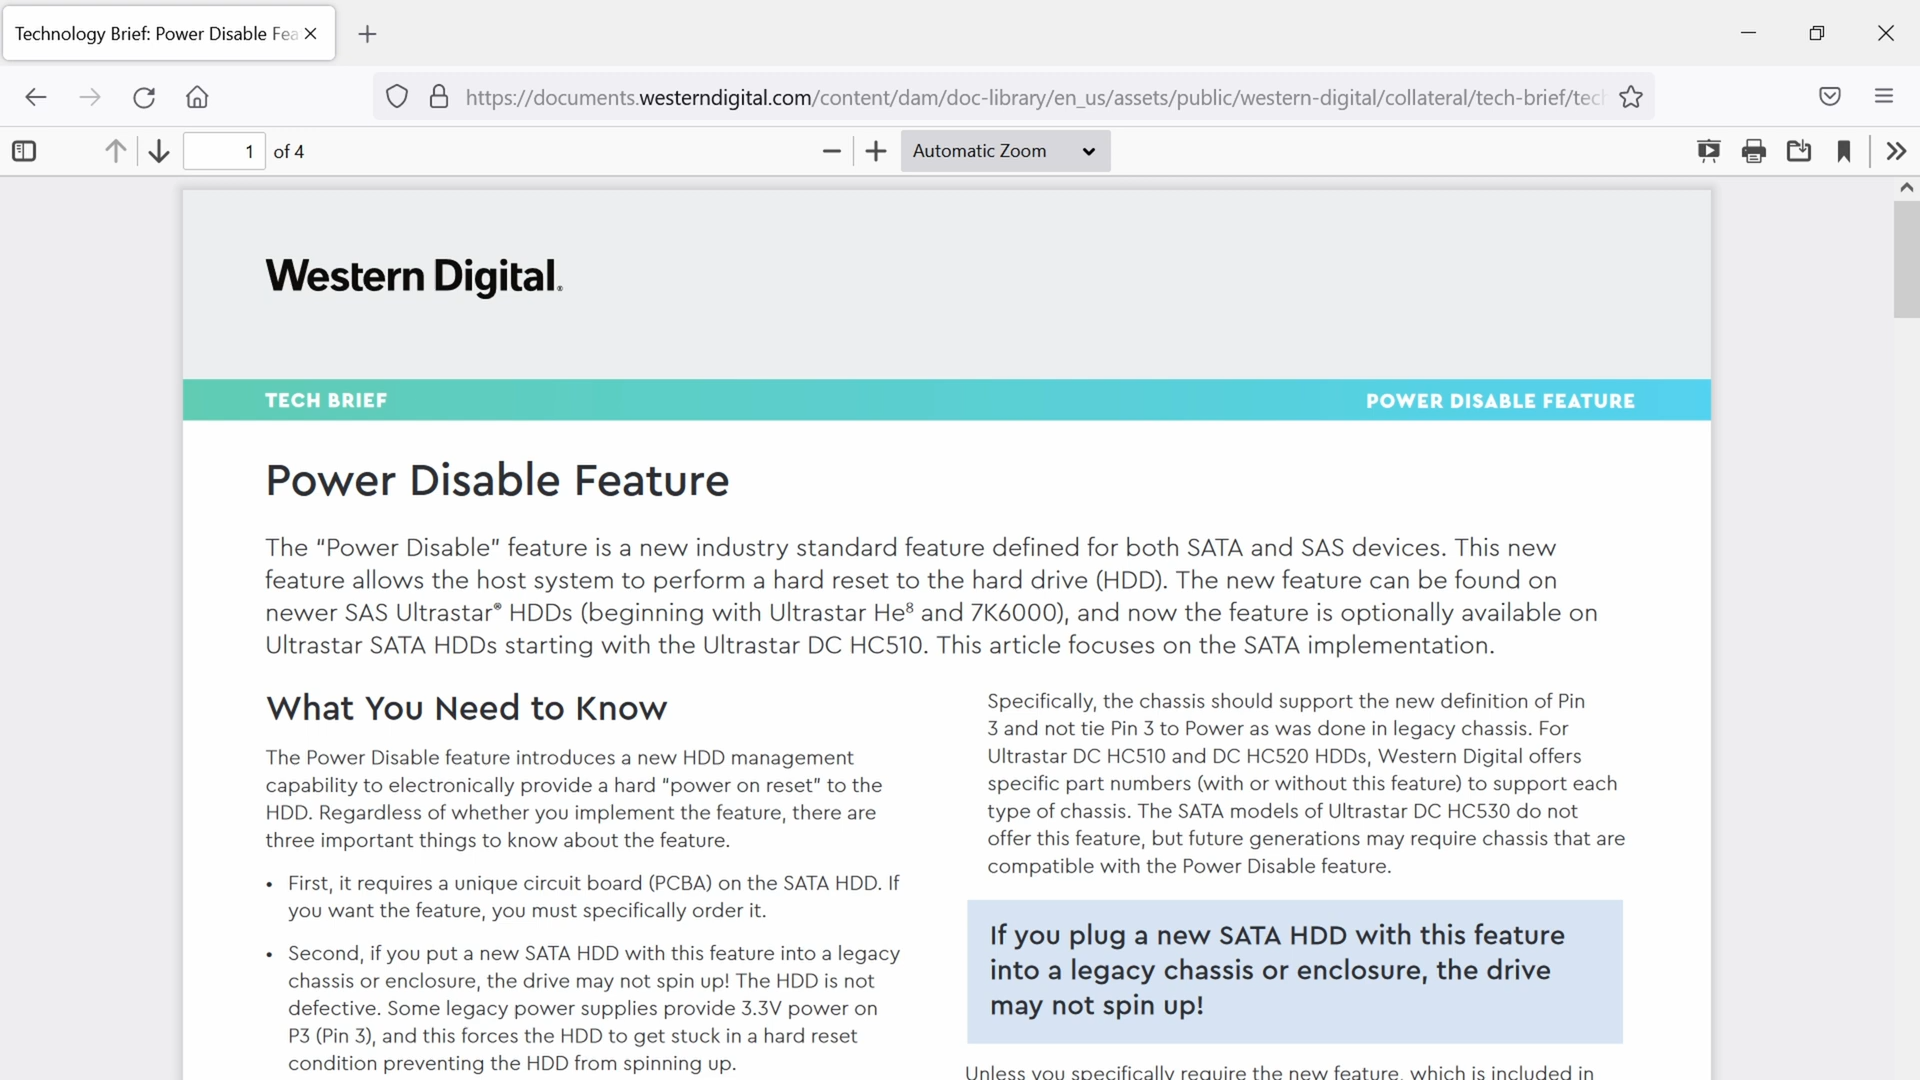 Technology Brief: Power Disable Fea
https://documents.westerndigital.com/content/dam/doc-library/en_us/assets/public/western-digital/collateral/tech-brief/tec
1 of 4
Automatic Zoom
Western Digital®
TECH BRIEF
POWER DISABLE FEATURE
Power Disable Feature
The “Power Disable” feature is a new industry standard feature defined for both SATA and SAS devices. This new
feature allows the host system to perform a hard reset to the hard drive (HDD). The new feature can be found on
newer SAS Ultrastar® HDDs (beginning with Ultrastar He⁸ and 7K6000), and now the feature is optionally available on
Ultrastar SATA HDDs starting with the Ultrastar DC HC510. This article focuses on the SATA implementation.
What You Need to Know
The Power Disable feature introduces a new HDD management
capability to electronically provide a hard “power on reset” to the
HDD. Regardless of whether you implement the feature, there are
three important things to know about the feature.
• First, it requires a unique circuit board (PCBA) on the SATA HDD. If
you want the feature, you must specifically order it.
• Second, if you put a new SATA HDD with this feature into a legacy
chassis or enclosure, the drive may not spin up! The HDD is not
defective. Some legacy power supplies provide 3.3V power on
P3 (Pin 3), and this forces the HDD to get stuck in a hard reset
condition preventing the HDD from spinning up.
Specifically, the chassis should support the new definition of Pin
3 and not tie Pin 3 to Power as was done in legacy chassis. For
Ultrastar DC HC510 and DC HC520 HDDs, Western Digital offers
specific part numbers (with or without this feature) to support each
type of chassis. The SATA models of Ultrastar DC HC530 do not
offer this feature, but future generations may require chassis that are
compatible with the Power Disable feature.
If you plug a new SATA HDD with this feature
into a legacy chassis or enclosure, the drive
may not spin up!
Unless you specifically require the new feature, which is included in